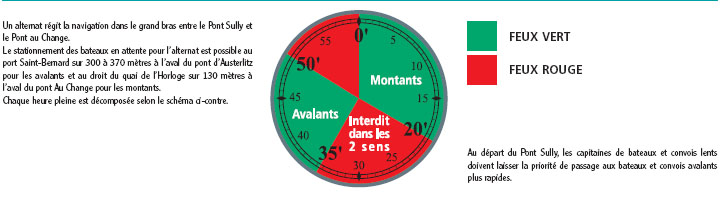 Un alternat régit la navigation dans le grand bras entre le Pont Sully et
le Pont au Change.
Le stationnement des bateaux en attente pour l'alternat est possible au
port Saint-Bernard sur 300 à 370 mètres à l'aval du pont d'Austerlitz
pour les avalants et au droit du quai de l'Horloge sur 130 mètres à
l'aval du pont Au Change pour les montants.
Chaque heure pleine est décomposée selon le schéma ci-contre.
0'
5
10
15
20'
25
30
35'
40
45
50'
55
Montants
Avalants
Interdit
dans les
2 sens
FEUX VERT
FEUX ROUGE
Au départ du Pont Sully, les capitaines de bateaux et convois lents
doivent laisser la priorité de passage aux bateaux et convois avalants
plus rapides.